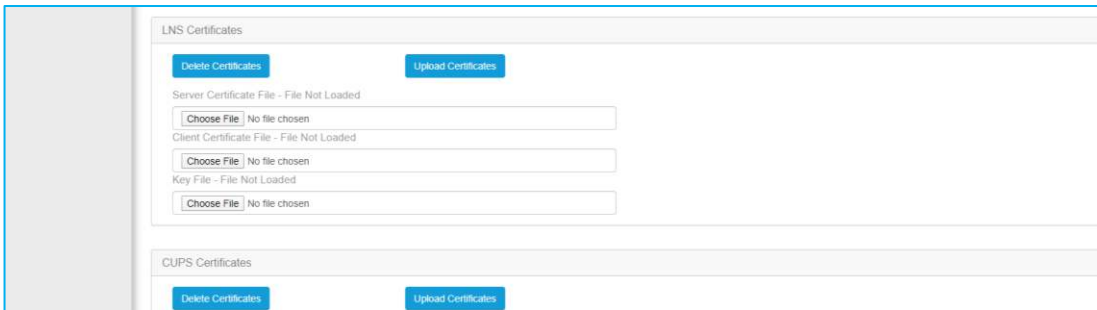 LNS Certificates
Delete Certificates Upload Certificates
Server Certificate File - File Not Loaded
Choose File No file chosen
Client Certificate File - File Not Loaded
Choose File No file chosen
Key File - File Not Loaded
Choose File No file chosen
CUPS Certificates
Delete Certificates Upload Certificates